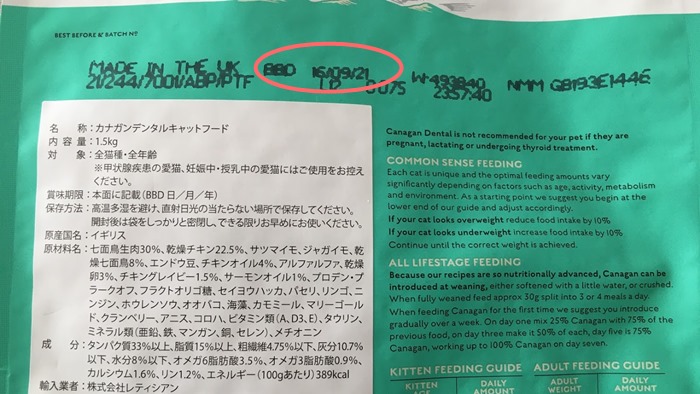 BEST BEFORE & BATCH Nº
MADE IN THE UK BBD 16/09/21 W-493840 NMM GB193E1446
21/244/7001/ABP/PTF 0075 2357:40
名 称:カナガンデンタルキャットフード
内 容 量:1.5kg
対 象:全猫種・全年齢
※甲状腺疾患の愛猫、妊娠中・授乳中の愛猫にはご使用をお控えください。
賞味期限:本面に記載(BBD 日/月/年)
保存方法:高温多湿を避け、直射日光の当たらない場所で保存してください。
開封後は袋をしっかりと密閉し、できる限りお早めにお使いください。
原産国名:イギリス
原材料名:七面鳥生肉30%、乾燥チキン22.5%、サツマイモ、ジャガイモ、乾
燥七面鳥8%、エンドウ豆、チキンオイル4%、アルファルファ、乾燥
卵3%、チキングレイビー1.5%、サーモンオイル1%、プロデン・プ
ラークオフ、フラクトオリゴ糖、セイヨウハッカ、パセリ、リンゴ、ニ
ンジン、ホウレンソウ、オオバコ、海藻、カモミール、マリーゴール
ド、クランベリー、アニス、コロハ、ビタミン類(A、D3、E)、タウリン、
ミネラル類(亜鉛、鉄、マンガン、銅、セレン)、メチオニン
成 分:タンパク質33%以上、脂質15%以上、粗繊維4.75%以下、灰分10.7%
以下、水分8%以下、オメガ6脂肪酸3.5%、オメガ3脂肪酸0.9%、
カルシウム1.6%、リン1.2%、エネルギー(100gあたり)389kcal
輸入業者:株式会社レティシアン
Canagan Dental is not recommended for your pet if they are
pregnant, lactating or undergoing thyroid treatment.
COMMON SENSE FEEDING
Each cat is unique and the optimal feeding amounts vary
significantly depending on factors such as age, activity, metabolism
and environment. As a starting point we suggest you begin at the
lower end of our guide and adjust accordingly.
If your cat looks overweight reduce food intake by 10%
If your cat looks underweight increase food intake by 10%
Continue until the correct weight is achieved.
ALL LIFESTAGE FEEDING
Because our recipes are so nutritionally advanced, Canagan can be
introduced at weaning, either softened with a little water, or crushed.
When fully weaned feed approx 30g split into 3 or 4 meals a day.
When feeding Canagan for the first time we suggest you introduce
gradually over a week. On day one mix 25% Canagan with 75% of the
previous food, on day three make it 50% of each, day five is 75%
Canagan, working up to 100% Canagan on day seven.
KITTEN FEEDING GUIDE ADULT FEEDING GUIDE
KITTEN DAILY ADULT DAILY
AMOUNT WEIGHT AMOUNT